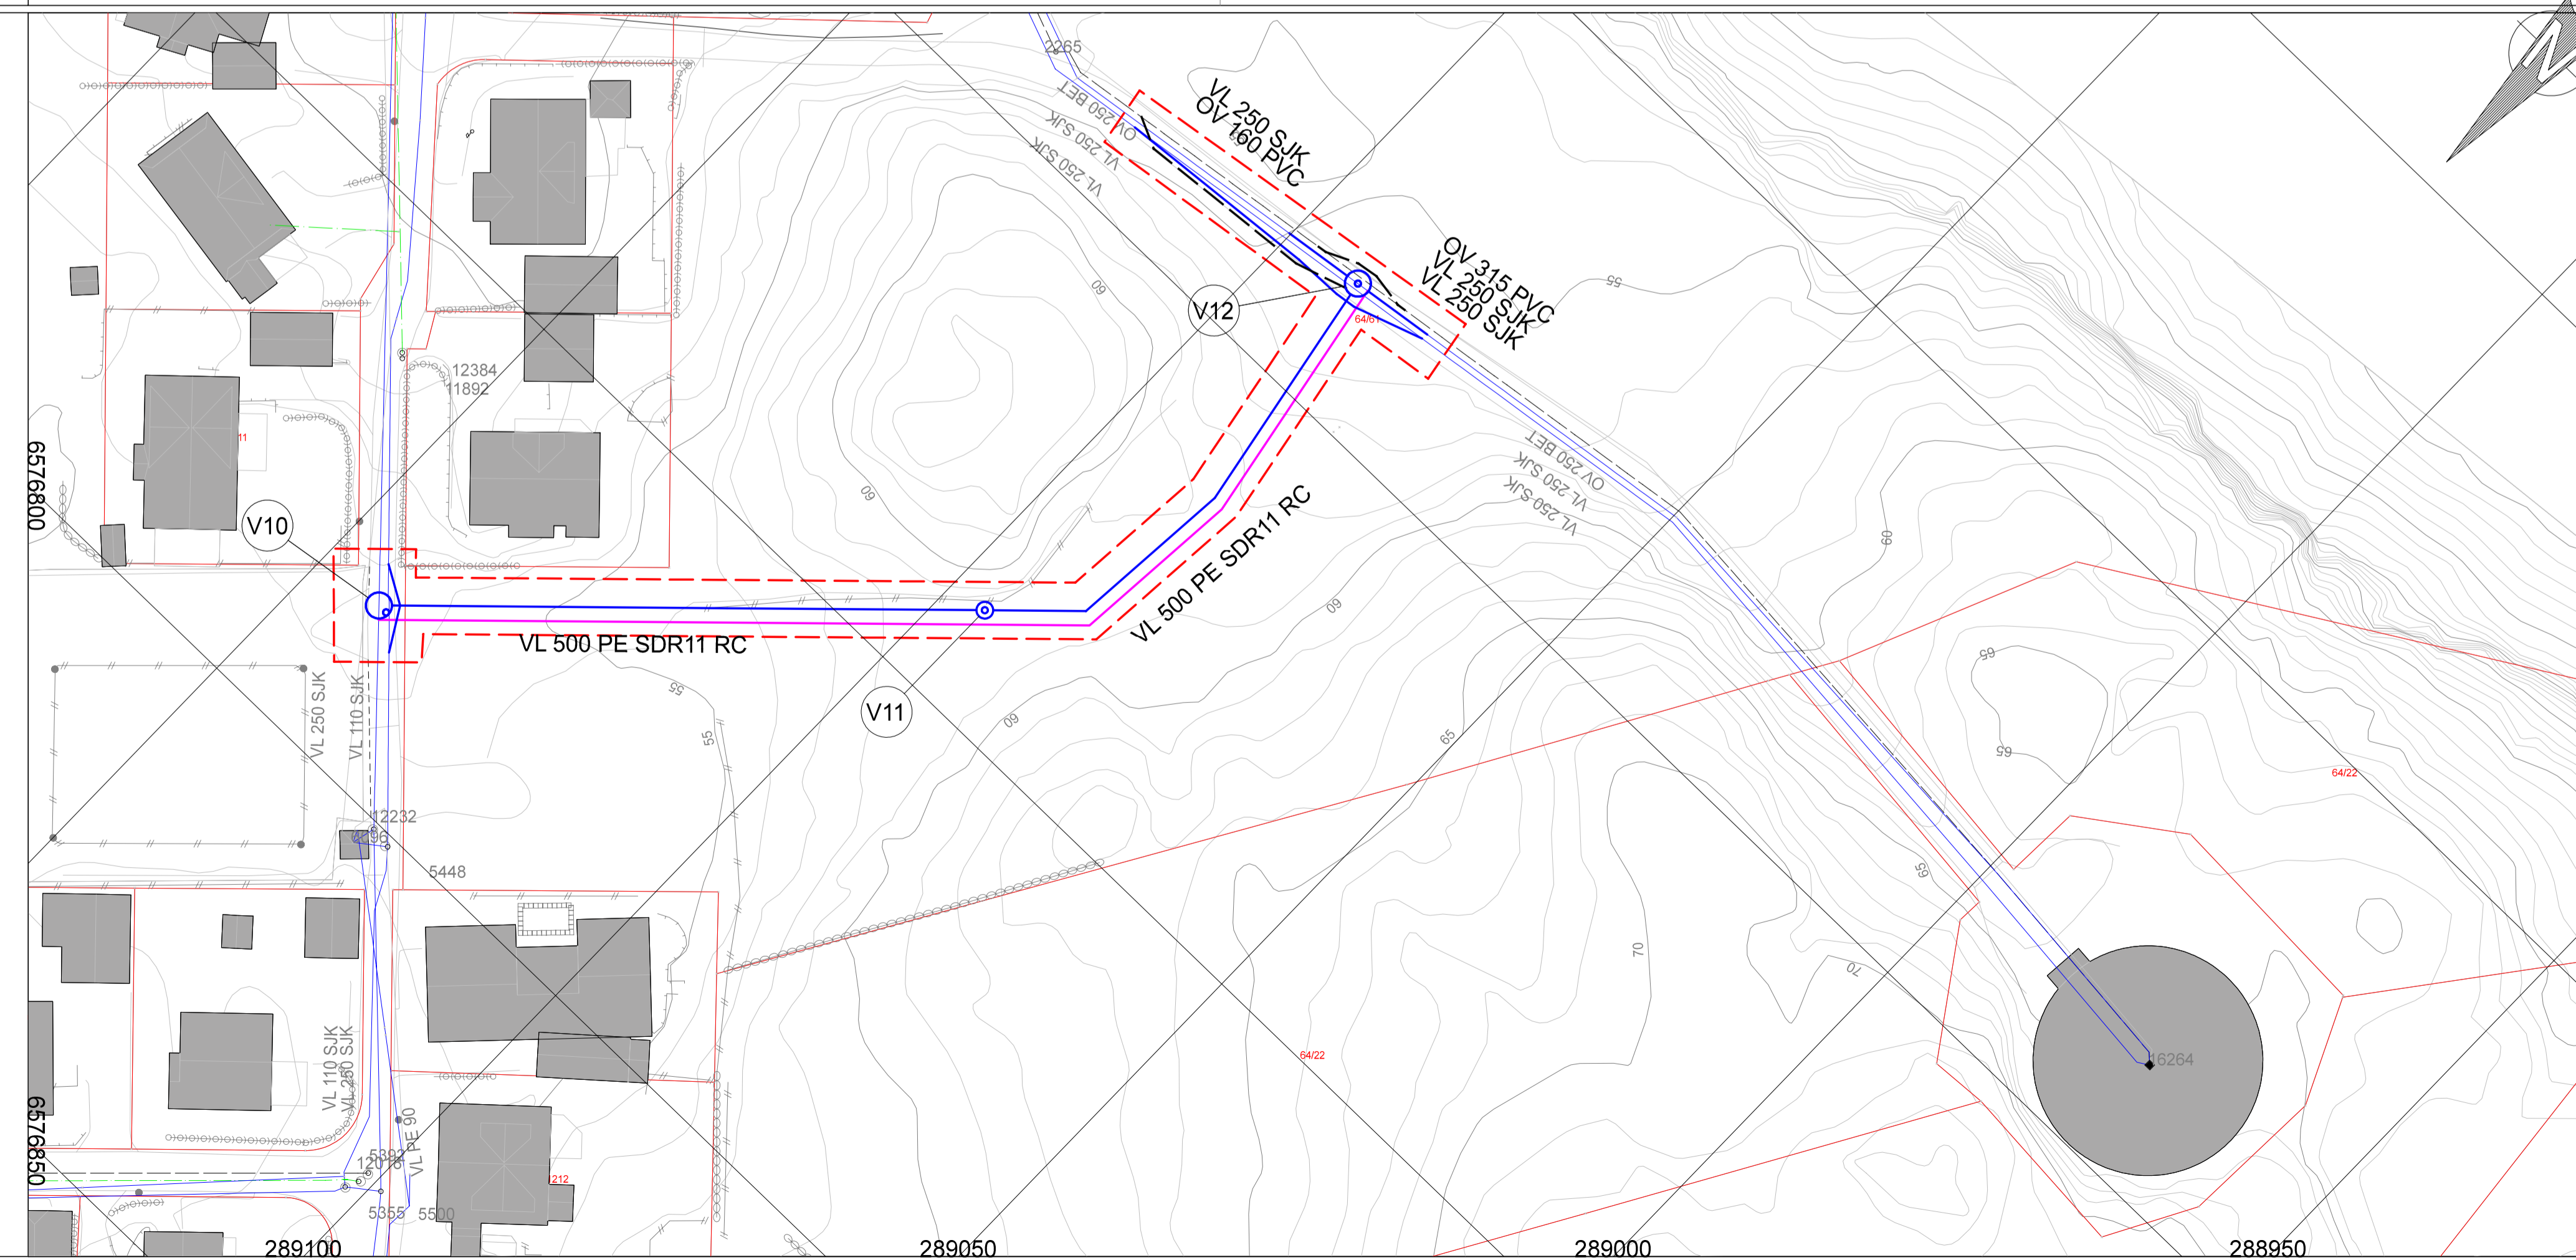 N
2265
OV 250 BET
VL 250 SJK
VL 250 SJK
VL 250 SJK
OV 160 PVC
OV 315 PVC
VL 250 SJK
VL 250 SJK
V12
64/61
55
60
60
12384
11892
11
6576800
V10
OV 250 BET
VL 250 SJK
VL 250 SJK
60
60
VL 500 PE SDR11 RC
VL 500 PE SDR11 RC
V11
55
55
60
65
65
65
64/22
VL 250 SJK
VL 110 SJK
12232
5448
65
70
70
64/22
16264
VL 110 SJK
VL 250 SJK
VL PE 90
6576850
5392
212
5355
5500
289100
289050
289000
288950